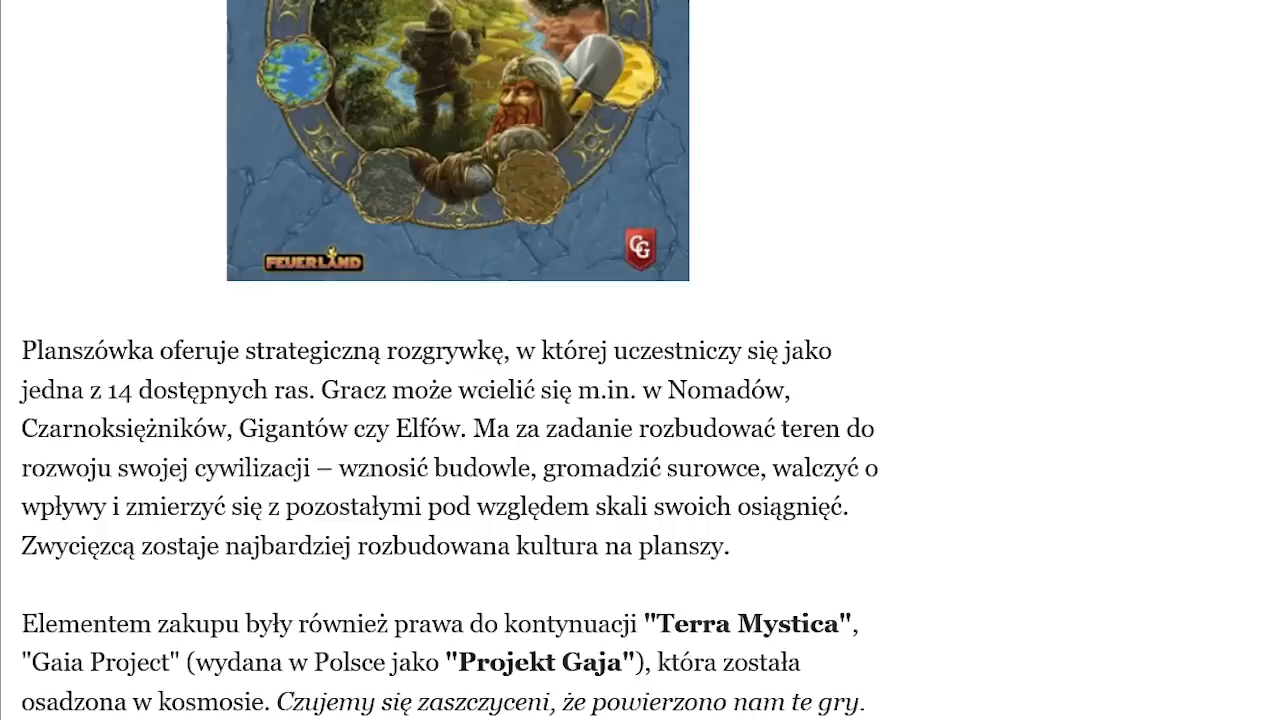 FEUERLAND
CG
Planszówka oferuje strategiczną rozgrywkę, w której uczestniczy się jako
jedna z 14 dostępnych ras. Gracz może wcielić się m.in. w Nomadów,
Czarnoksiężników, Gigantów czy Elfów. Ma za zadanie rozbudować teren do
rozwoju swojej cywilizacji – wznosić budowle, gromadzić surowce, walczyć o
wpływy i zmierzyć się z pozostałymi pod względem skali swoich osiągnięć.
Zwycięzcą zostaje najbardziej rozbudowana kultura na planszy.
Elementem zakupu były również prawa do kontynuacji "Terra Mystica",
"Gaia Project" (wydana w Polsce jako "Projekt Gaja"), która została
osadzona w kosmosie. Czujemy się zaszczyceni, że powierzono nam te gry.